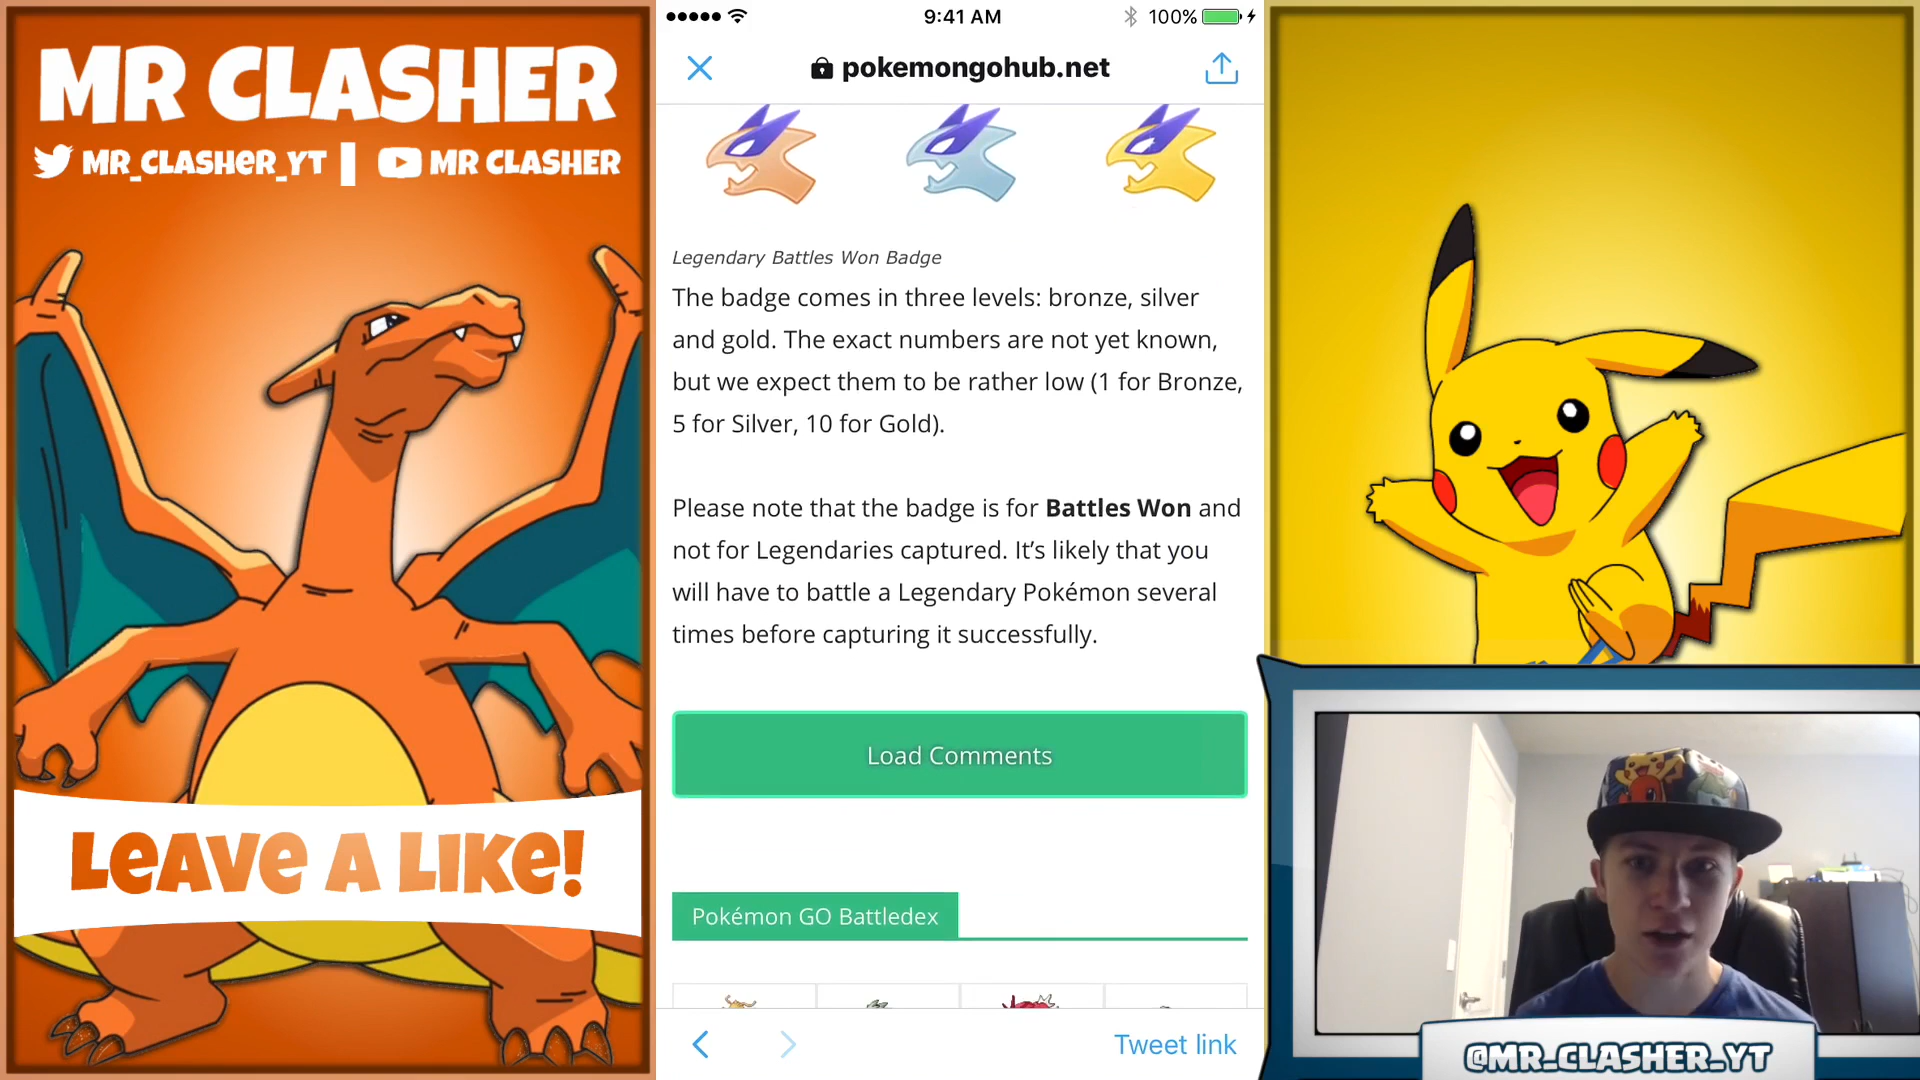 MR CLASHER
MR_CLASHER_YT | MR CLASHER
9:41 AM
100%
pokemongohub.net
Legendary Battles Won Badge
The badge comes in three levels: bronze, silver
and gold. The exact numbers are not yet known,
but we expect them to be rather low (1 for Bronze,
5 for Silver, 10 for Gold).
Please note that the badge is for Battles Won and
not for Legendaries captured. It’s likely that you
will have to battle a Legendary Pokémon several
times before capturing it successfully.
Load Comments
LEAVE A LIKE!
Pokémon GO Battledex
Tweet link
@MR_CLASHER_YT